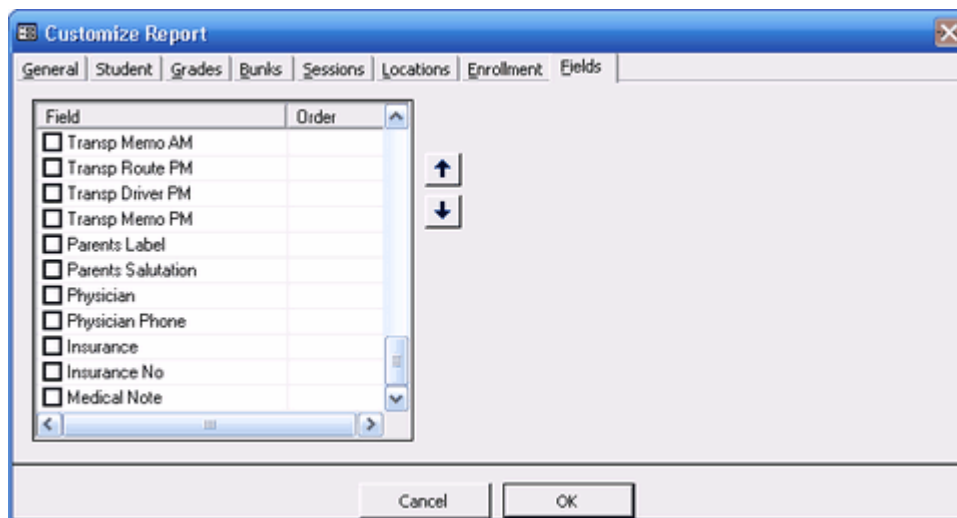 Customize Report
General Student Grades Bunks Sessions Locations Enrollment Fields
Field Order
Transp Memo AM
Transp Route PM
Transp Driver PM
Transp Memo PM
Parents Label
Parents Salutation
Physician
Physician Phone
Insurance
Insurance No
Medical Note
Cancel OK